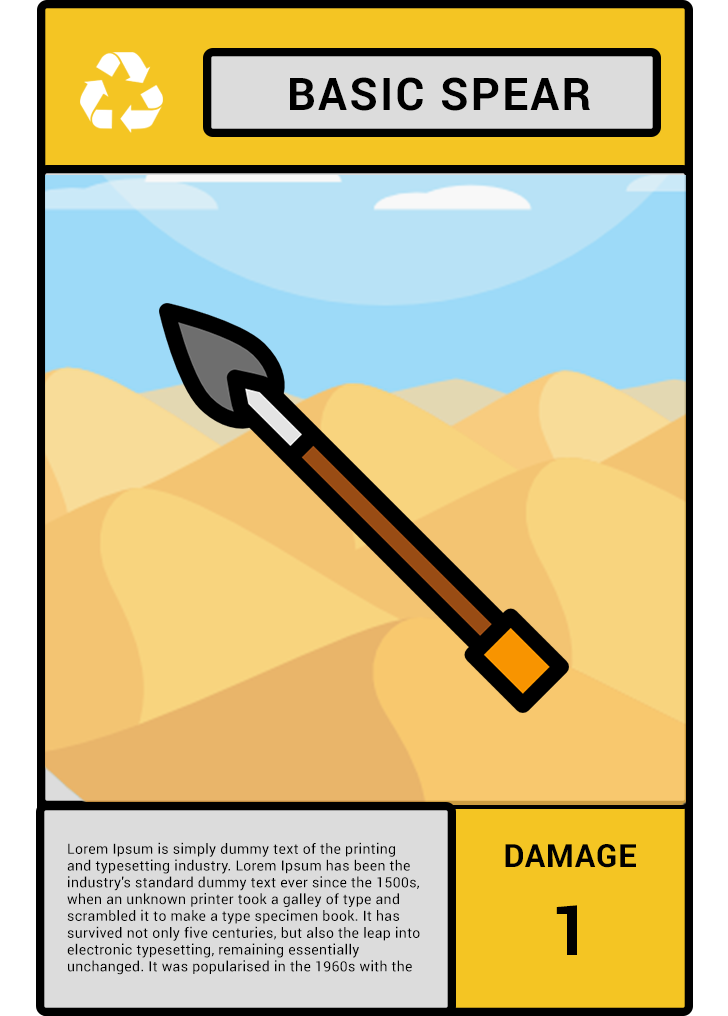 BASIC SPEAR
Lorem Ipsum is simply dummy text of the printing
and typesetting industry. Lorem Ipsum has been the
industry's standard dummy text ever since the 1500s,
when an unknown printer took a galley of type and
scrambled it to make a type specimen book. It has
survived not only five centuries, but also the leap into
electronic typesetting, remaining essentially
unchanged. It was popularised in the 1960s with the
DAMAGE
1